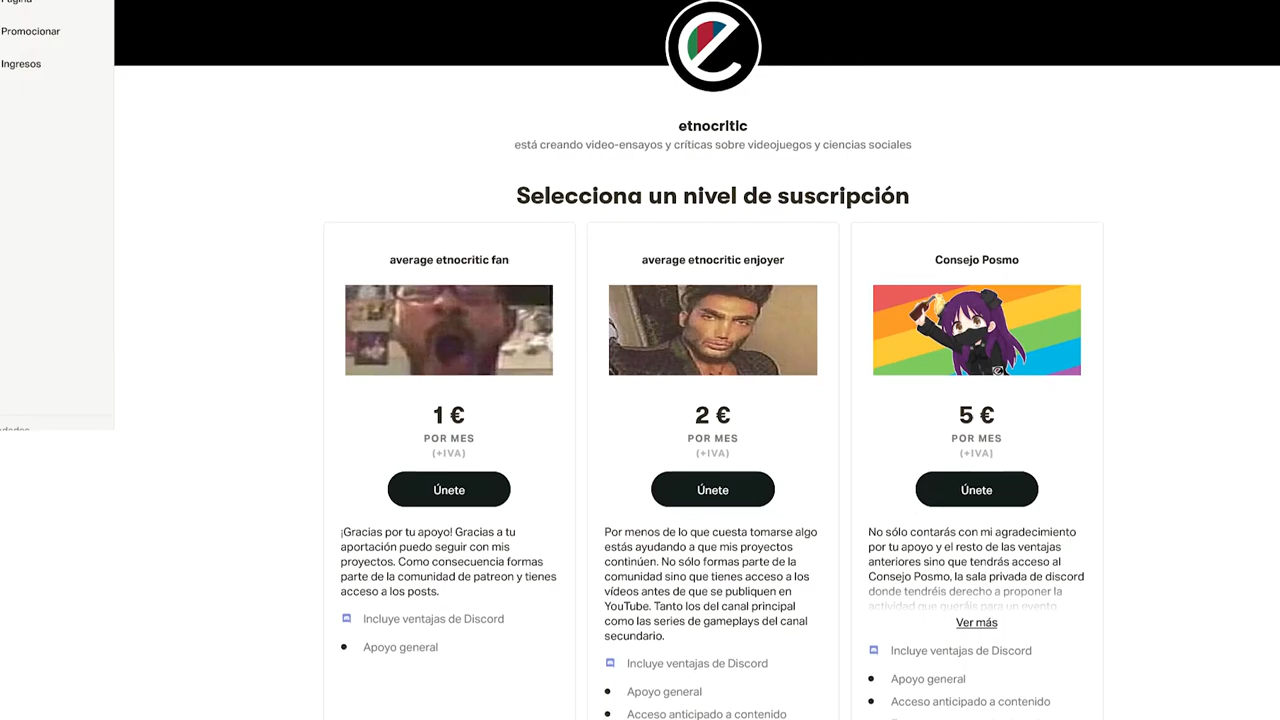 Promocionar
Ingresos
etnocritic
está creando video-ensayos y críticas sobre videojuegos y ciencias sociales
Selecciona un nivel de suscripción
average etnocritic fan
1 €
POR MES
(+IVA)
Únete
¡Gracias por tu apoyo! Gracias a tu
aportación puedo seguir con mis
proyectos. Como consecuencia formas
parte de la comunidad de patreon y tienes
acceso a los posts.
Incluye ventajas de Discord
Apoyo general
average etnocritic enjoyer
2 €
POR MES
(+IVA)
Únete
Por menos de lo que cuesta tomarse algo
estás ayudando a que mis proyectos
continúen. No sólo formas parte de la
comunidad sino que tienes acceso a los
vídeos antes de que se publiquen en
YouTube. Tanto los del canal principal
como las series de gameplays del canal
secundario.
Incluye ventajas de Discord
Apoyo general
Acceso anticipado a contenido
Consejo Posmo
5 €
POR MES
(+IVA)
Únete
No sólo contarás con mi agradecimiento
por tu apoyo y el resto de las ventajas
anteriores sino que tendrás acceso al
Consejo Posmo, la sala privada de discord
donde tendréis derecho a proponer la
actividad que queráis para un evento
Ver más
Incluye ventajas de Discord
Apoyo general
Acceso anticipado a contenido